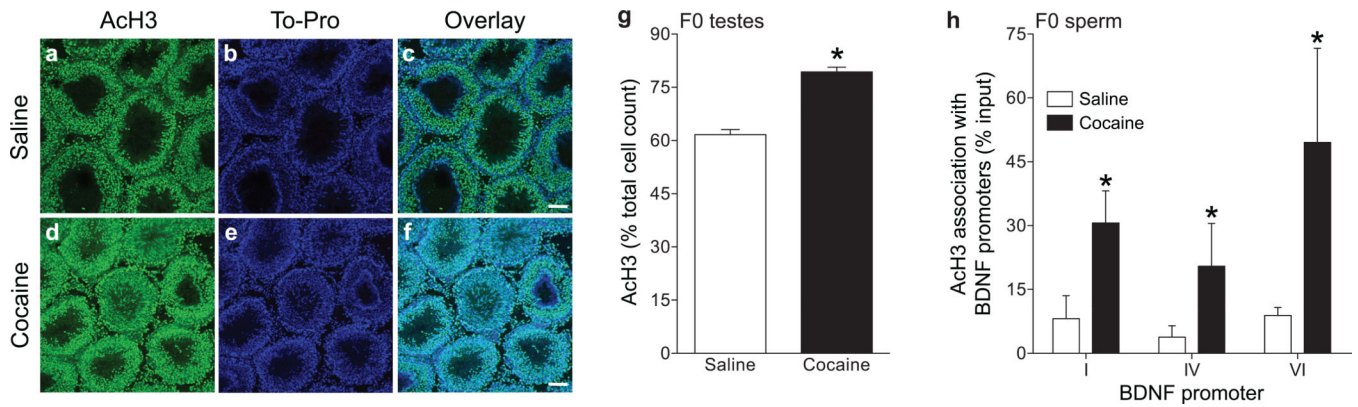 AcH3 To-Pro Overlay
Saline
a b c
Cocaine
d e f
g F0 testes
AcH3 (% total cell count)
90
75
60
45
30
15
0
*
Saline Cocaine
h F0 sperm
AcH3 association with
BDNF promoters (% input)
75
60
45
30
15
0
Saline
Cocaine
* * *
I IV VI
BDNF promoter